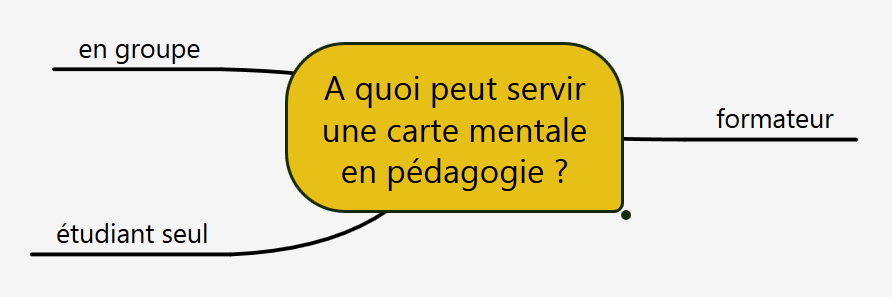 en groupe
A quoi peut servir
une carte mentale
en pédagogie ?
formateur
étudiant seul